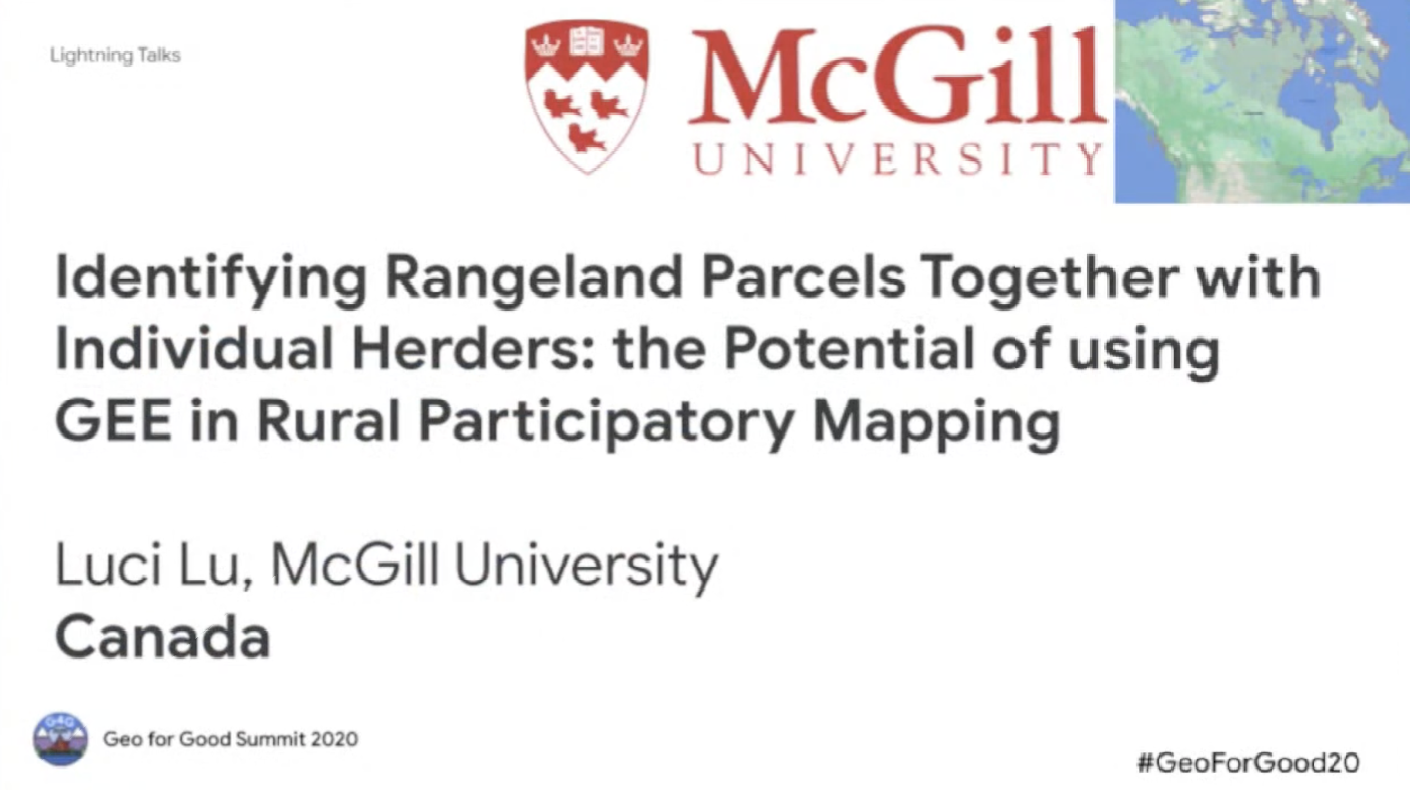 Lightning Talks
McGill
UNIVERSITY
Identifying Rangeland Parcels Together with
Individual Herders: the Potential of using
GEE in Rural Participatory Mapping
Luci Lu, McGill University
Canada
G4G
Geo for Good Summit 2020
#GeoForGood20